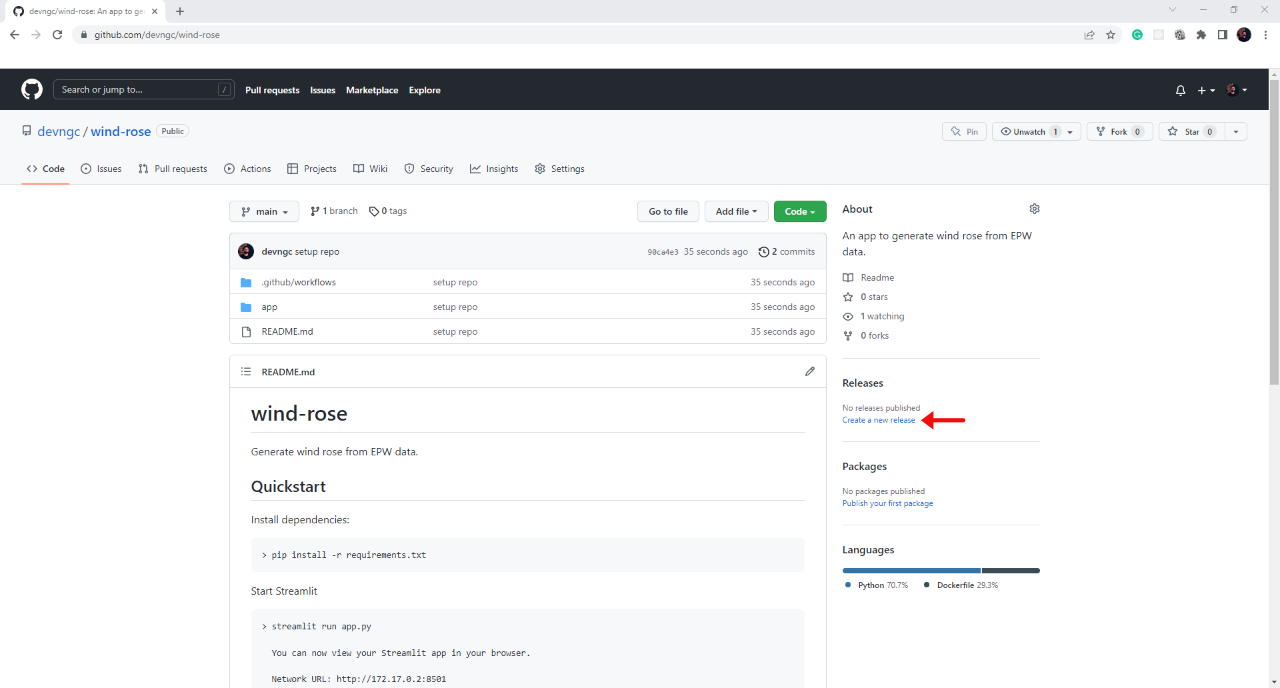 devngc/wind-rose: An app to ge
github.com/devngc/wind-rose
Search or jump to... /
Pull requests Issues Marketplace Explore
devngc / wind-rose Public
Pin Unwatch 1 Fork 0 Star 0
Code Issues Pull requests Actions Projects Wiki Security Insights Settings
main 1 branch 0 tags Go to file Add file Code
devngc setup repo 90ca4e3 35 seconds ago 2 commits
.github/workflows setup repo 35 seconds ago
app setup repo 35 seconds ago
README.md setup repo 35 seconds ago
README.md
wind-rose
Generate wind rose from EPW data.
Quickstart
Install dependencies:
> pip install -r requirements.txt
Start Streamlit
> streamlit run app.py
You can now view your Streamlit app in your browser.
Network URL: http://172.17.0.2:8501
About
An app to generate wind rose from EPW
data.
Readme
0 stars
1 watching
0 forks
Releases
No releases published
Create a new release
Packages
No packages published
Publish your first package
Languages
Python 70.7% Dockerfile 29.3%